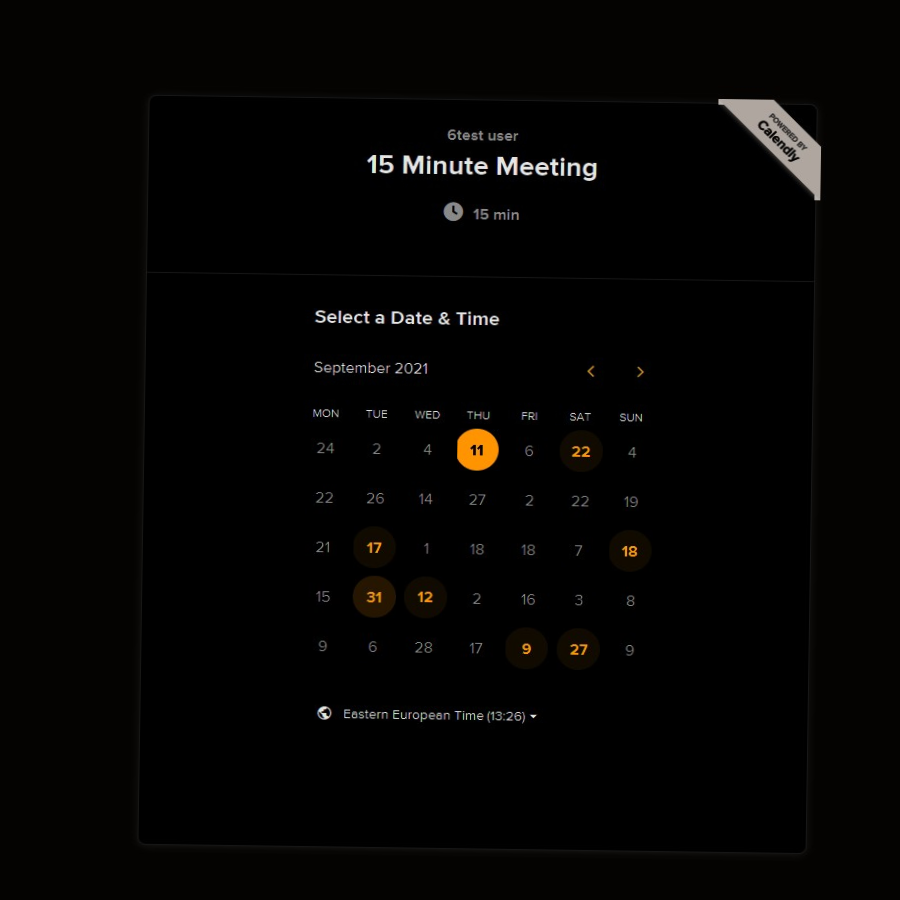 POWERED BY
Calendly
6test user
15 Minute Meeting
15 min
Select a Date & Time
September 2021
MON TUE WED THU FRI SAT SUN
24 2 4 11 6 22 4
22 26 14 27 2 22 19
21 17 1 18 18 7 18
15 31 12 2 16 3 8
9 6 28 17 9 27 9
Eastern European Time (13:26)